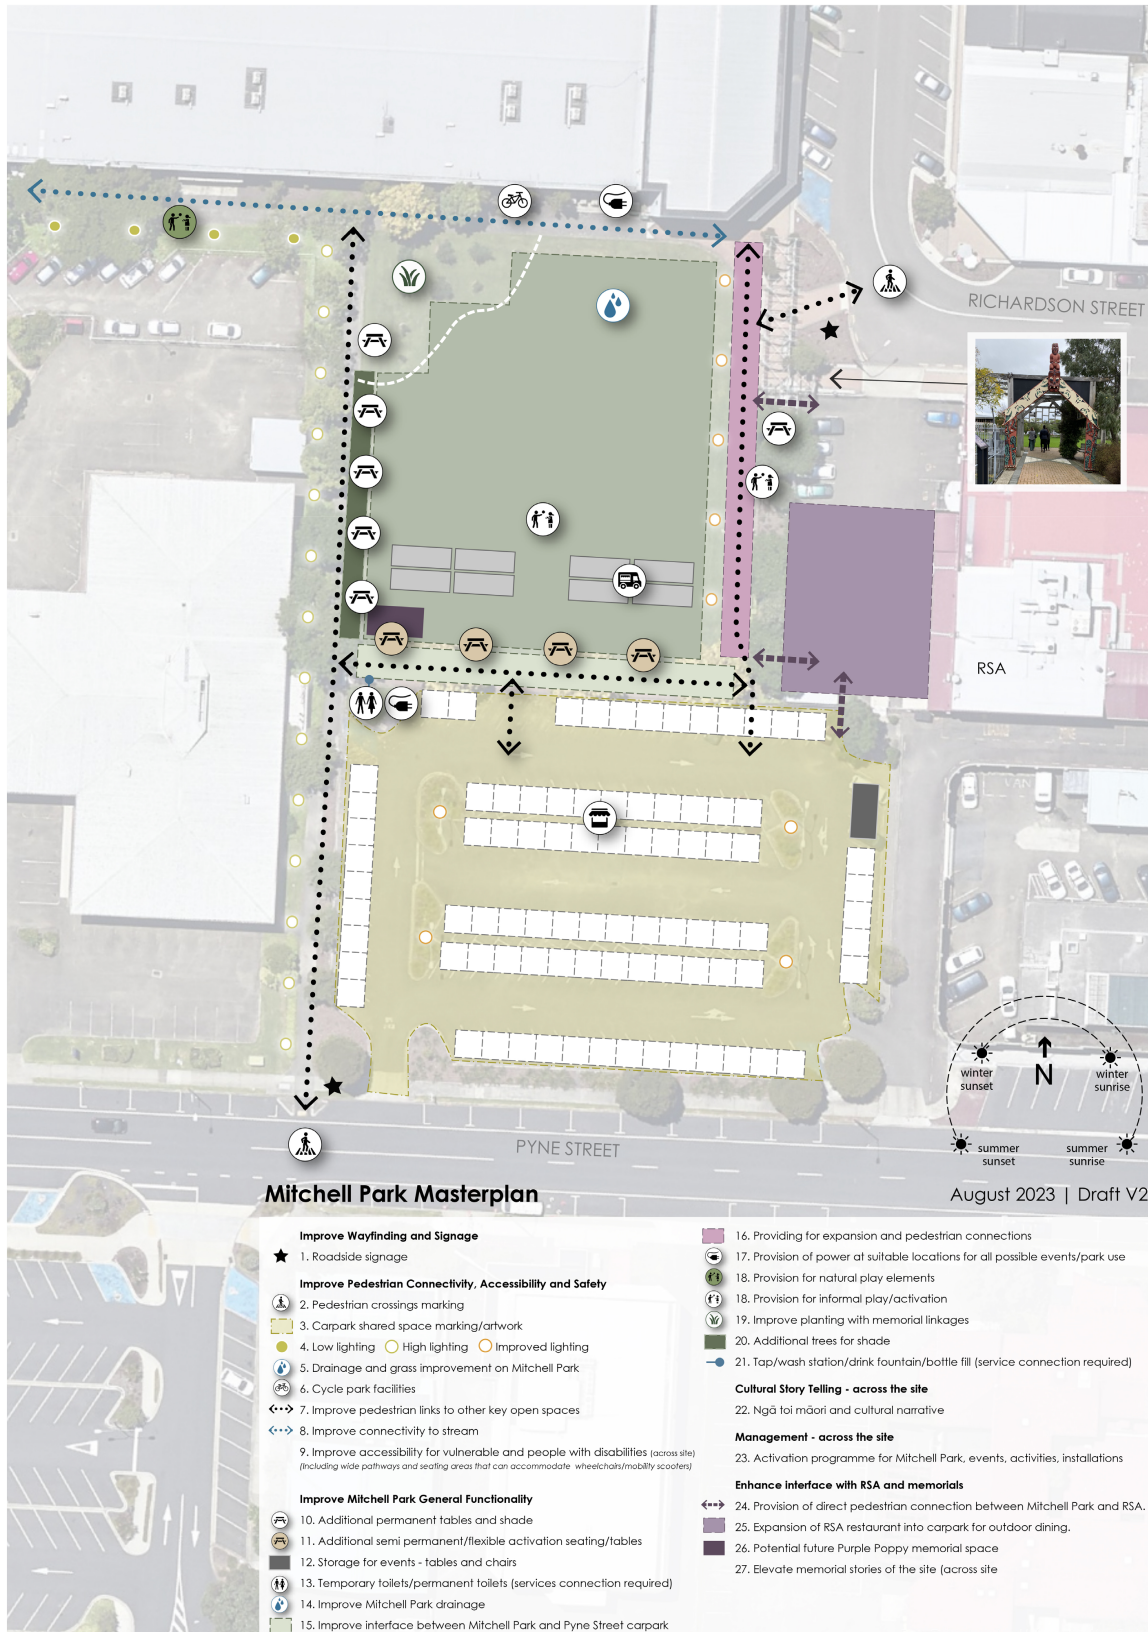 RICHARDSON STREET
RSA
winter
sunset
N
winter
sunrise
summer
sunset
summer
sunrise
PYNE STREET
Mitchell Park Masterplan
August 2023 | Draft V2
Improve Wayfinding and Signage
1. Roadside signage
Improve Pedestrian Connectivity, Accessibility and Safety
2. Pedestrian crossings marking
3. Carpark shared space marking/artwork
4. Low lighting
High lighting
Improved lighting
5. Drainage and grass improvement on Mitchell Park
6. Cycle park facilities
7. Improve pedestrian links to other key open spaces
8. Improve connectivity to stream
9. Improve accessibility for vulnerable and people with disabilities (across site)
(Including wide pathways and seating areas that can accommodate wheelchairs/mobility scooters)
Improve Mitchell Park General Functionality
10. Additional permanent tables and shade
11. Additional semi permanent/flexible activation seating/tables
12. Storage for events - tables and chairs
13. Temporary toilets/permanent toilets (services connection required)
14. Improve Mitchell Park drainage
15. Improve interface between Mitchell Park and Pyne Street carpark
16. Providing for expansion and pedestrian connections
17. Provision of power at suitable locations for all possible events/park use
18. Provision for natural play elements
18. Provision for informal play/activation
19. Improve planting with memorial linkages
20. Additional trees for shade
21. Tap/wash station/drink fountain/bottle fill (service connection required)
Cultural Story Telling - across the site
22. Ngā toi māori and cultural narrative
Management - across the site
23. Activation programme for Mitchell Park, events, activities, installations
Enhance interface with RSA and memorials
24. Provision of direct pedestrian connection between Mitchell Park and RSA.
25. Expansion of RSA restaurant into carpark for outdoor dining.
26. Potential future Purple Poppy memorial space
27. Elevate memorial stories of the site (across site